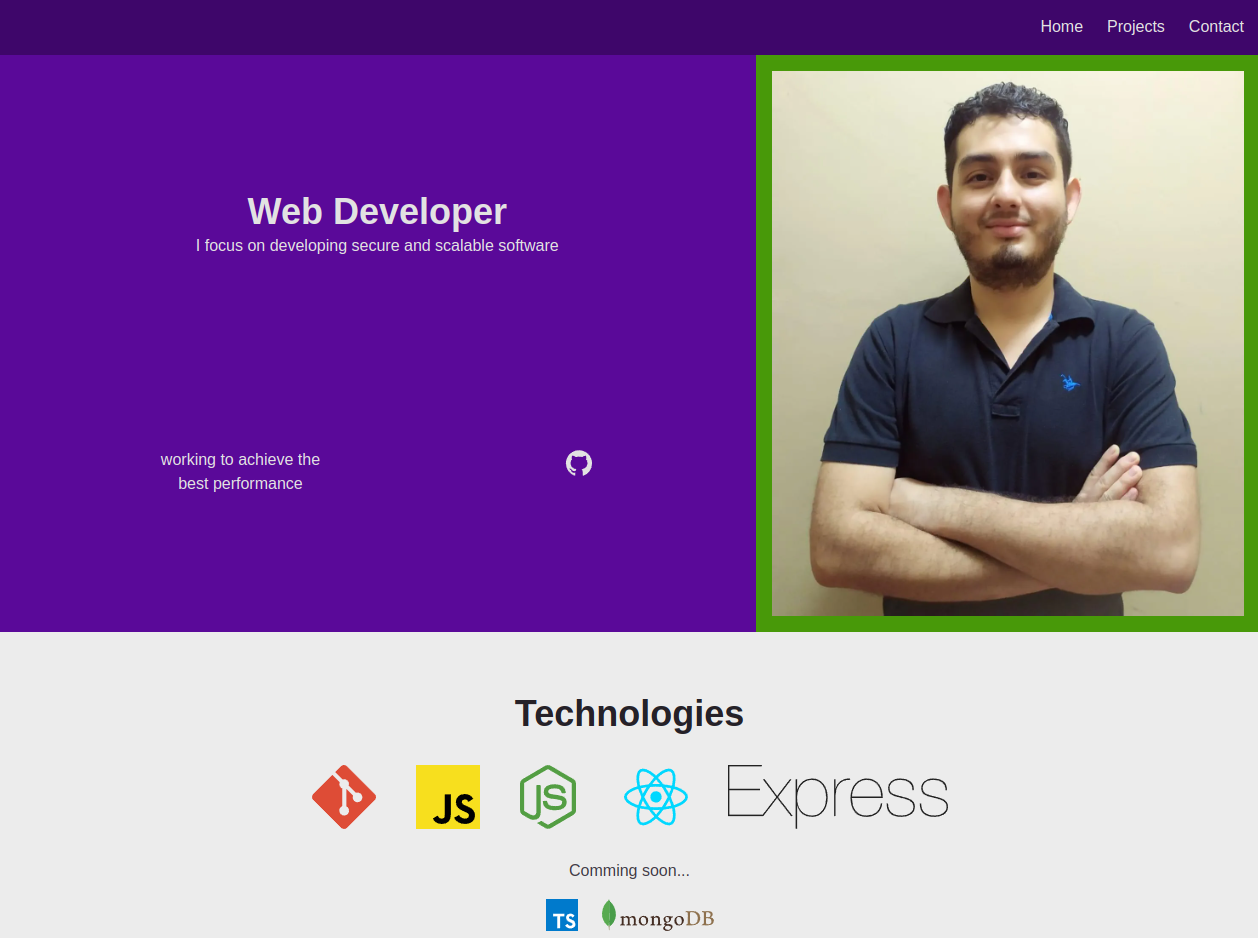 Home Projects Contact
Web Developer
I focus on developing secure and scalable software
working to achieve the
best performance
Technologies
JS
JS
Express
Comming soon...
TS
mongoDB